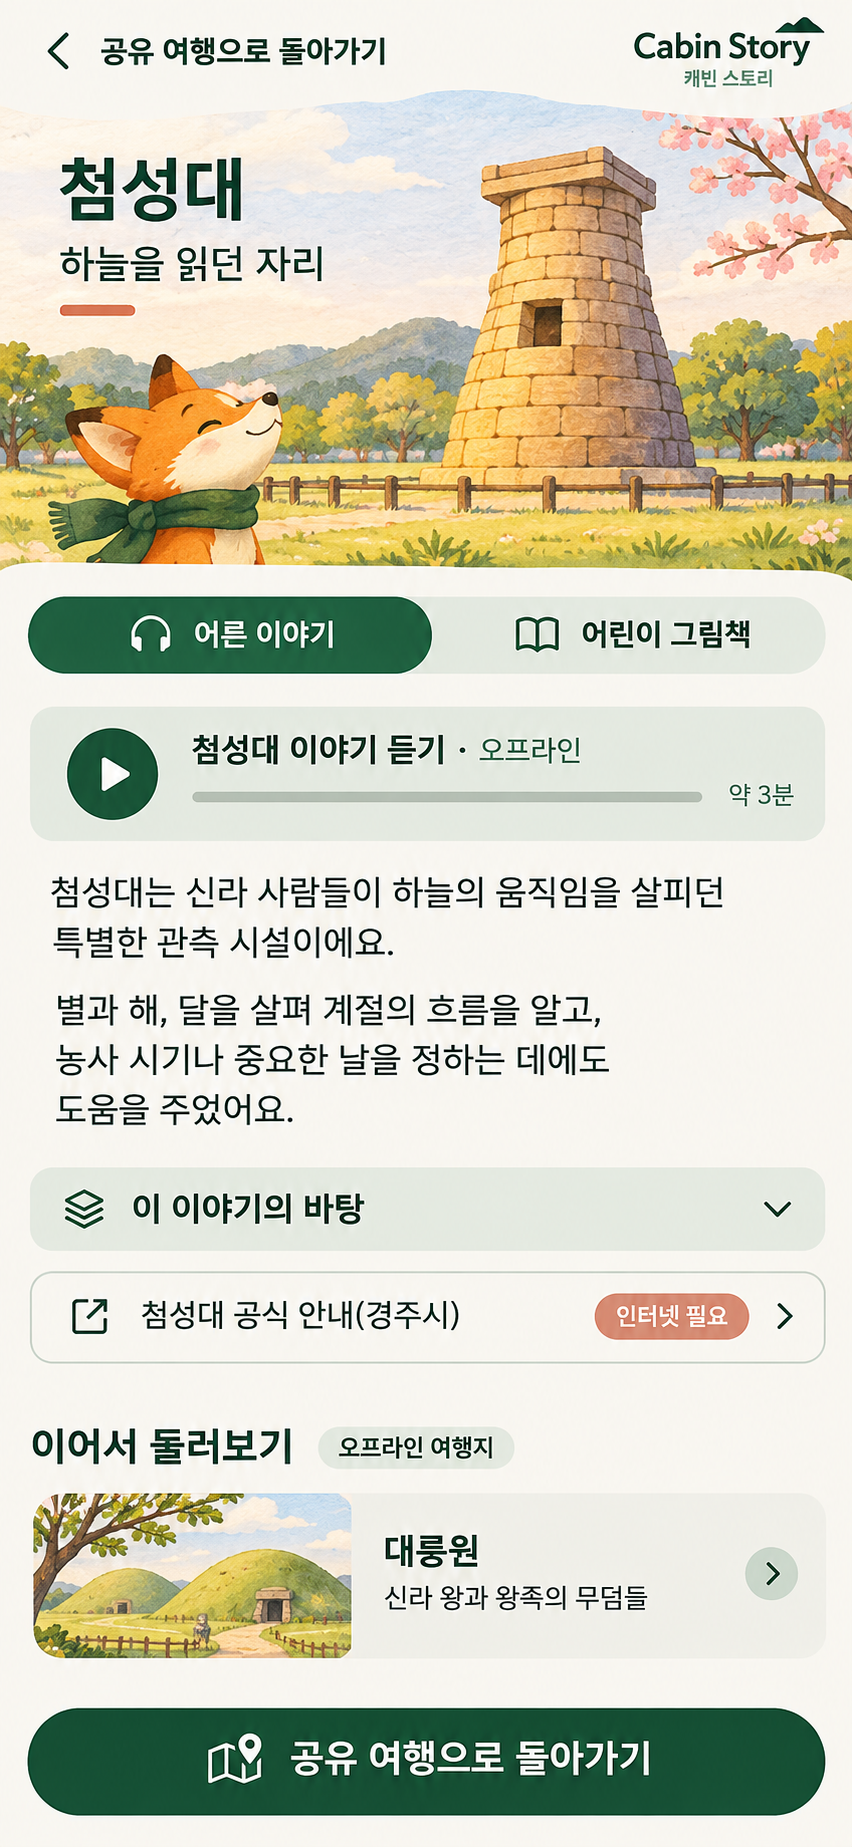 공유 여행으로 돌아가기
Cabin Story
캐빈 스토리
첨성대
하늘을 읽던 자리
어른 이야기
어린이 그림책
첨성대 이야기 듣기 · 오프라인
약 3분
첨성대는 신라 사람들이 하늘의 움직임을 살피던
특별한 관측 시설이에요.
별과 해, 달을 살펴 계절의 흐름을 알고,
농사 시기나 중요한 날을 정하는 데에도
도움을 주었어요.
이 이야기의 바탕
첨성대 공식 안내(경주시)
인터넷 필요
이어서 둘러보기
오프라인 여행지
대릉원
신라 왕과 왕족의 무덤들
공유 여행으로 돌아가기